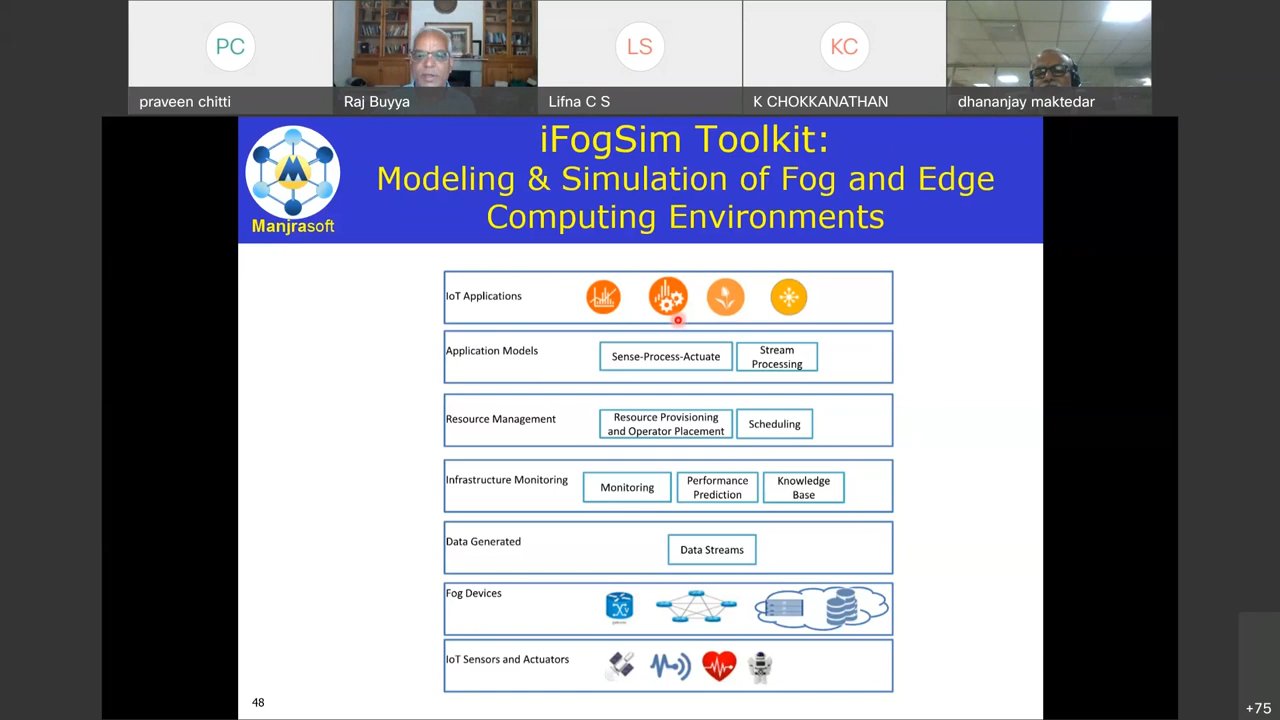 PC
LS
KC
praveen chitti
Raj Buyya
Lifna C S
K CHOKKANATHAN
dhananjay maktedar
iFogSim Toolkit:
Modeling & Simulation of Fog and Edge
Computing Environments
Manjrasoft
IoT Applications
Application Models
Sense-Process-Actuate
Stream
Processing
Resource Management
Resource Provisioning
and Operator Placement
Scheduling
Infrastructure Monitoring
Monitoring
Performance
Prediction
Knowledge
Base
Data Generated
Data Streams
Fog Devices
IoT Sensors and Actuators
48
+75